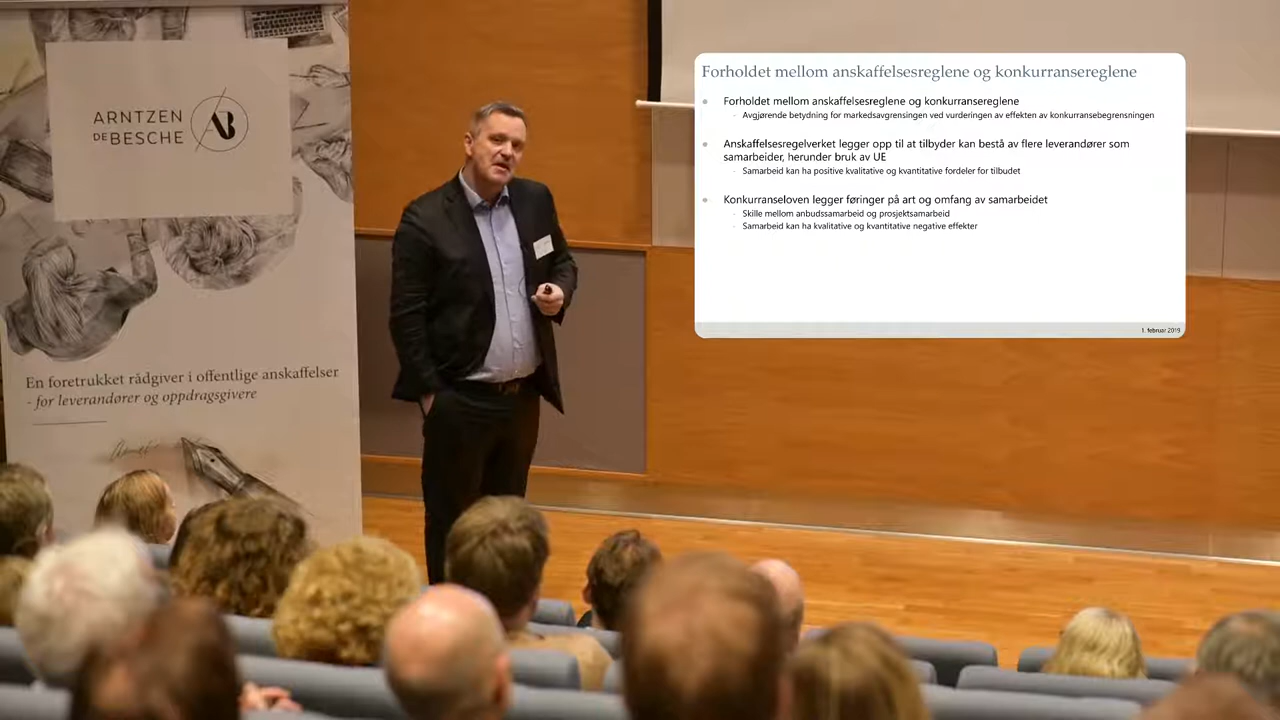 ARNTZEN
DE BESCHE
AB
En foretrukket rådgiver i offentlige anskaffelser
- for leverandører og oppdragsgivere
Forholdet mellom anskaffelsesreglene og konkurransereglene
Forholdet mellom anskaffelsesreglene og konkurransereglene
Avgjørende betydning for markedsavgrensingen ved vurderingen av effekten av konkurransebegrensningen
Anskaffelsesregelverket legger opp til at tilbyder kan bestå av flere leverandører som
samarbeider, herunder bruk av UE
Samarbeid kan ha positive kvalitative og kvantitative fordeler for tilbudet
Konkurranseloven legger føringer på art og omfang av samarbeidet
Skille mellom anbudssamarbeid og prosjektsamarbeid
Samarbeid kan ha kvalitative og kvantitative negative effekter
1. februar 2019